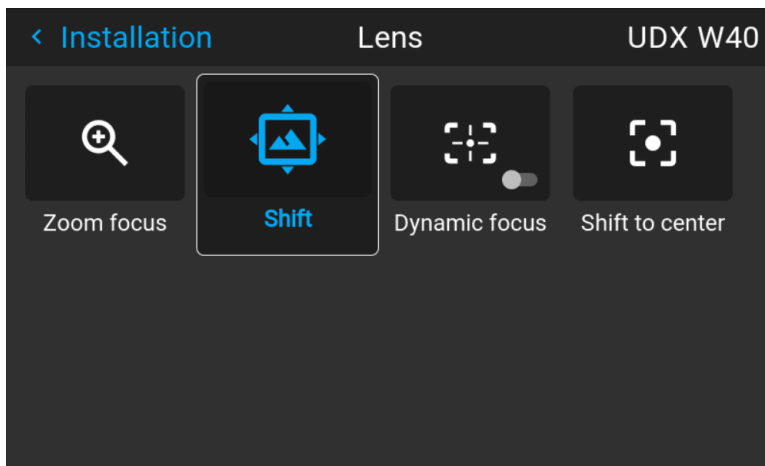 Installation Lens UDX W40
Zoom focus Shift Dynamic focus Shift to center